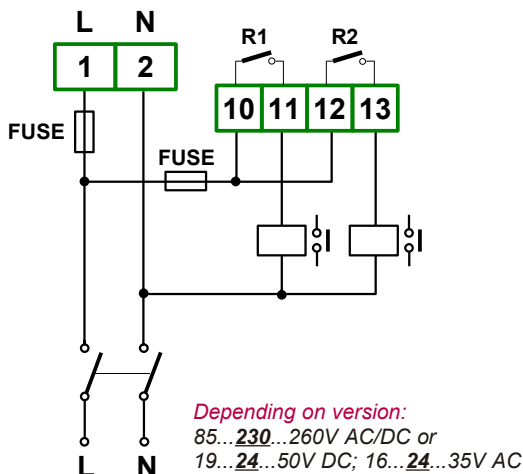 L N
R1 R2
1 2
10 11 12 13
FUSE
FUSE
L N
Depending on version:
85...230...260V AC/DC or
19...24...50V DC; 16...24...35V AC